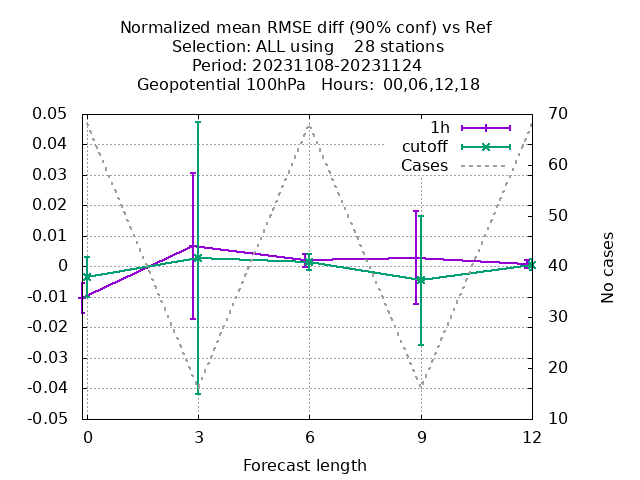 Normalized mean RMSE diff (90% conf) vs Ref
Selection: ALL using    28 stations
Period: 20231108-20231124
Geopotential 100hPa   Hours:  00,06,12,18
1h
cutoff
Cases
0.05
0.04
0.03
0.02
0.01
0
-0.01
-0.02
-0.03
-0.04
-0.05
70
60
50
40
30
20
10
No cases
0
3
6
9
12
Forecast length